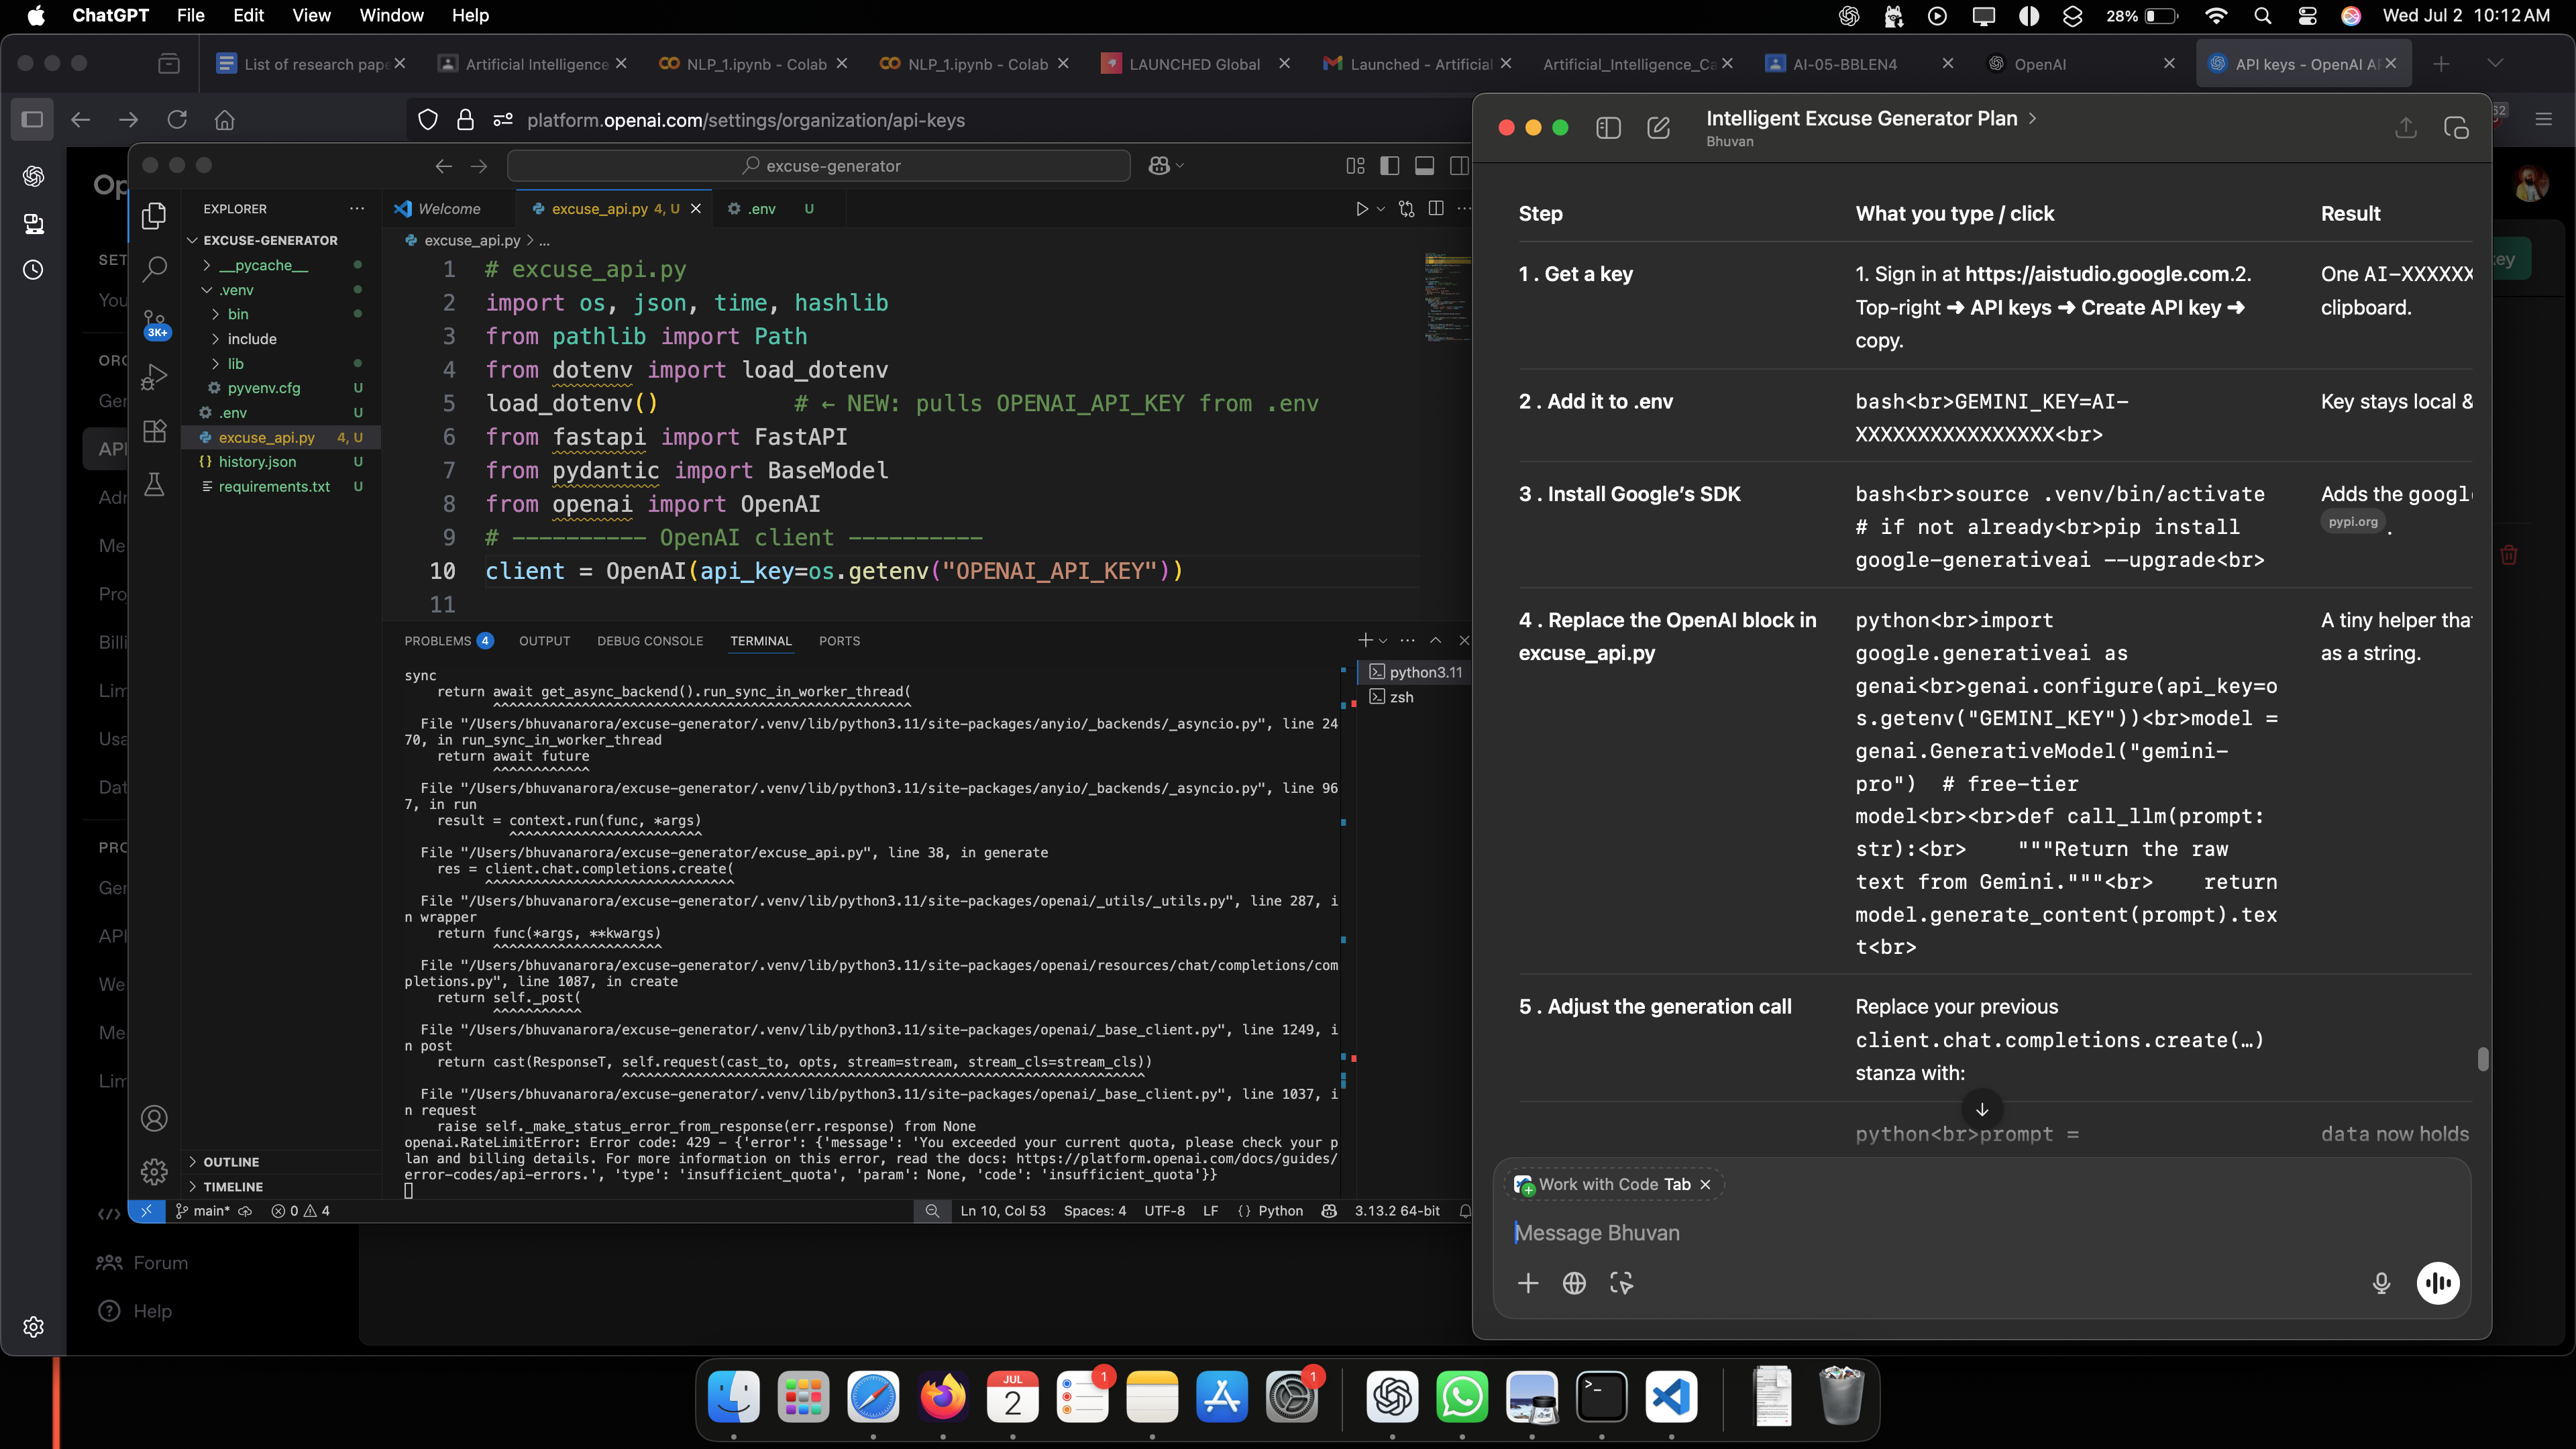 ChatGPT File Edit View Window Help
28% Wed Jul 2 10:12 AM
List of research pape
Artificial Intelligence
NLP_1.ipynb - Colab
NLP_1.ipynb - Colab
LAUNCHED Global
Launched - Artificial
Artificial_Intelligence_Ca
AI-05-BBLEN4
OpenAI
API keys - OpenAI A
platform.openai.com/settings/organization/api-keys
excuse-generator
EXPLORER
EXCUSE-GENERATOR
__pycache__
.venv
bin
include
lib
pyvenv.cfg U
.env U
excuse_api.py 4, U
history.json U
requirements.txt U
3K+
OUTLINE
TIMELINE
Welcome
excuse_api.py 4, U
.env U
excuse_api.py > ...
1 # excuse_api.py
2 import os, json, time, hashlib
3 from pathlib import Path
4 from dotenv import load_dotenv
5 load_dotenv() # ← NEW: pulls OPENAI_API_KEY from .env
6 from fastapi import FastAPI
7 from pydantic import BaseModel
8 from openai import OpenAI
9 # ---------- OpenAI client ----------
10 client = OpenAI(api_key=os.getenv("OPENAI_API_KEY"))
11
PROBLEMS 4 OUTPUT DEBUG CONSOLE TERMINAL PORTS
python3.11
zsh
sync
return await get_async_backend().run_sync_in_worker_thread(
^^^^^^^^^^^^^^^^^^^^^^^^^^^^^^^^^^^^^^^^^^^^^^^^^^^^
File "/Users/bhuvanarora/excuse-generator/.venv/lib/python3.11/site-packages/anyio/_backends/_asyncio.py", line 24
70, in run_sync_in_worker_thread
return await future
^^^^^^^^^^^^
File "/Users/bhuvanarora/excuse-generator/.venv/lib/python3.11/site-packages/anyio/_backends/_asyncio.py", line 96
7, in run
result = context.run(func, *args)
^^^^^^^^^^^^^^^^^^^^^^^^
File "/Users/bhuvanarora/excuse-generator/excuse_api.py", line 38, in generate
res = client.chat.completions.create(
^^^^^^^^^^^^^^^^^^^^^^^^^^^^^^^
File "/Users/bhuvanarora/excuse-generator/.venv/lib/python3.11/site-packages/openai/_utils/_utils.py", line 287, i
n wrapper
return func(*args, **kwargs)
^^^^^^^^^^^^^^^^^^^^^
File "/Users/bhuvanarora/excuse-generator/.venv/lib/python3.11/site-packages/openai/resources/chat/completions/com
pletions.py", line 1087, in create
return self._post(
^^^^^^^^^^^
File "/Users/bhuvanarora/excuse-generator/.venv/lib/python3.11/site-packages/openai/_base_client.py", line 1249, i
n post
return cast(ResponseT, self.request(cast_to, opts, stream=stream, stream_cls=stream_cls))
^^^^^^^^^^^^^^^^^^^^^^^^^^^^^^^^^^^^^^^^^^^^^^^^^^^^^^^^^^^^^^^^^
File "/Users/bhuvanarora/excuse-generator/.venv/lib/python3.11/site-packages/openai/_base_client.py", line 1037, i
n request
raise self._make_status_error_from_response(err.response) from None
openai.RateLimitError: Error code: 429 - {'error': {'message': 'You exceeded your current quota, please check your p
lan and billing details. For more information on this error, read the docs: https://platform.openai.com/docs/guides/
error-codes/api-errors.', 'type': 'insufficient_quota', 'param': None, 'code': 'insufficient_quota'}}
main* 0 4 Ln 10, Col 53 Spaces: 4 UTF-8 LF {} Python 3.13.2 64-bit
Forum
Help
Intelligent Excuse Generator Plan >
Bhuvan
Step What you type / click Result
1 . Get a key
1. Sign in at https://aistudio.google.com.2.
Top-right ➜ API keys ➜ Create API key ➜
copy.
One AI-XXXXXX
clipboard.
2 . Add it to .env
bash<br>GEMINI_KEY=AI-
XXXXXXXXXXXXXXXX<br>
Key stays local &
3 . Install Google's SDK
bash<br>source .venv/bin/activate
# if not already<br>pip install
google-generativeai --upgrade<br>
Adds the googl
pypi.org .
4 . Replace the OpenAI block in
excuse_api.py
python<br>import
google.generativeai as
genai<br>genai.configure(api_key=o
s.getenv("GEMINI_KEY"))<br>model =
genai.GenerativeModel("gemini-
pro") # free-tier
model<br><br>def call_llm(prompt:
str):<br> """Return the raw
text from Gemini."""<br> return
model.generate_content(prompt).tex
t<br>
A tiny helper tha
as a string.
5 . Adjust the generation call
Replace your previous
client.chat.completions.create(…)
stanza with:
python<br>prompt =
data now holds
Work with Code Tab
Message Bhuvan
JUL
2
1
1